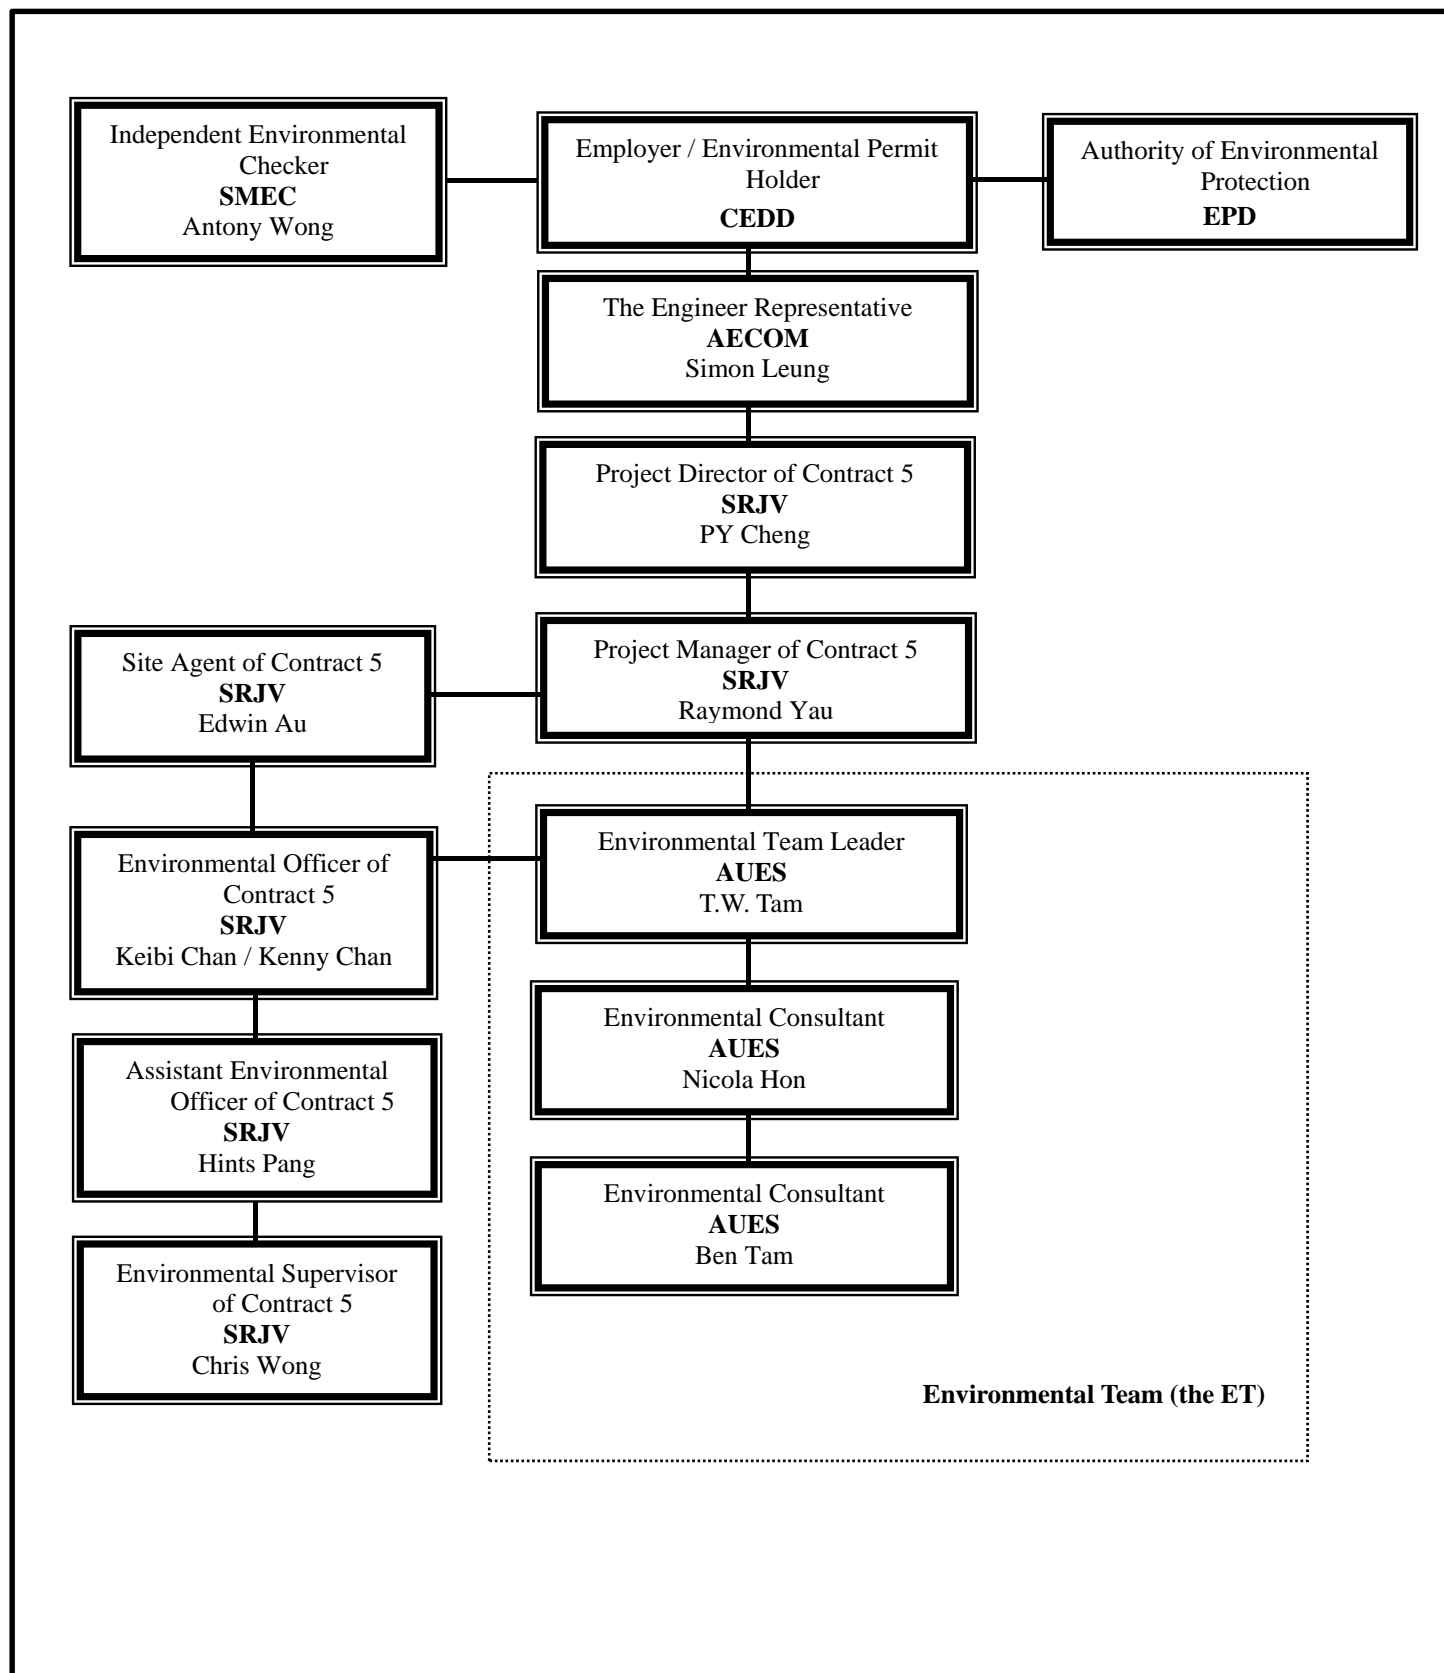 Independent Environmental
Checker
SMEC
Antony Wong
Employer / Environmental Permit
Holder
CEDD
Authority of Environmental
Protection
EPD
The Engineer Representative
AECOM
Simon Leung
Project Director of Contract 5
SRJV
PY Cheng
Site Agent of Contract 5
SRJV
Edwin Au
Project Manager of Contract 5
SRJV
Raymond Yau
Environmental Officer of
Contract 5
SRJV
Keibi Chan / Kenny Chan
Environmental Team Leader
AUES
T.W. Tam
Assistant Environmental
Officer of Contract 5
SRJV
Hints Pang
Environmental Consultant
AUES
Nicola Hon
Environmental Supervisor
of Contract 5
SRJV
Chris Wong
Environmental Consultant
AUES
Ben Tam
Environmental Team (the ET)